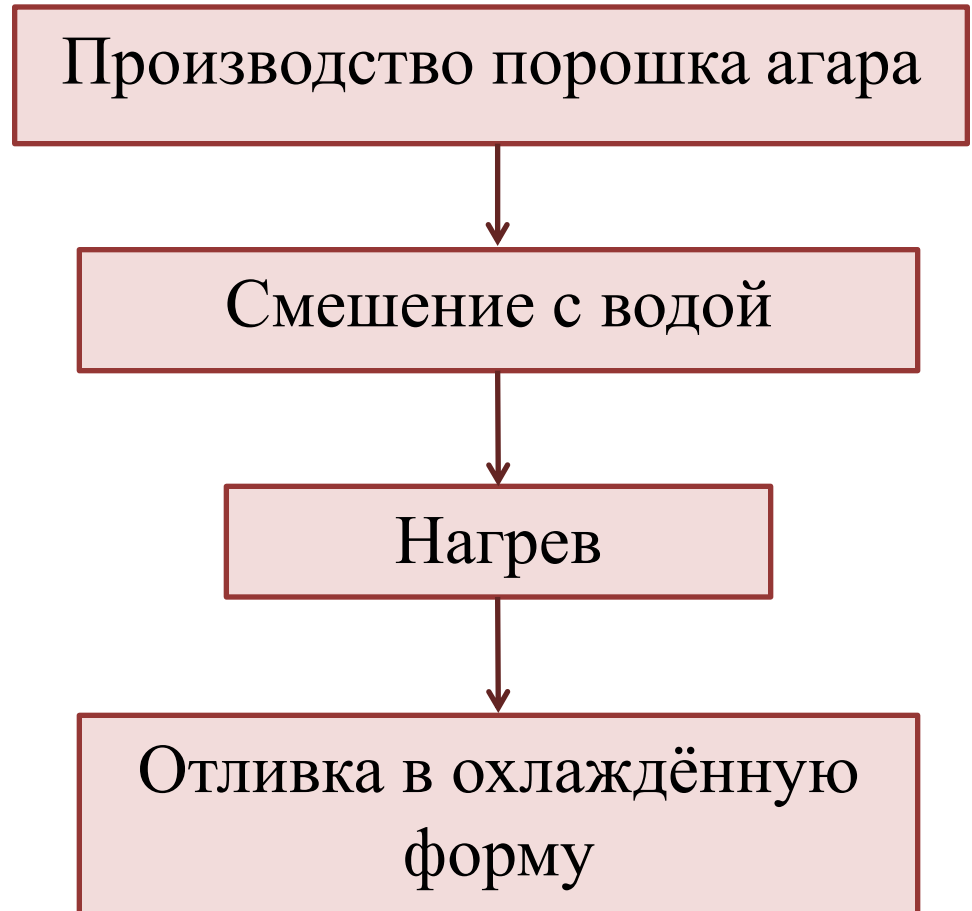 Производство порошка агара
Смешение с водой
Нагрев
Отливка в охлаждённую
форму